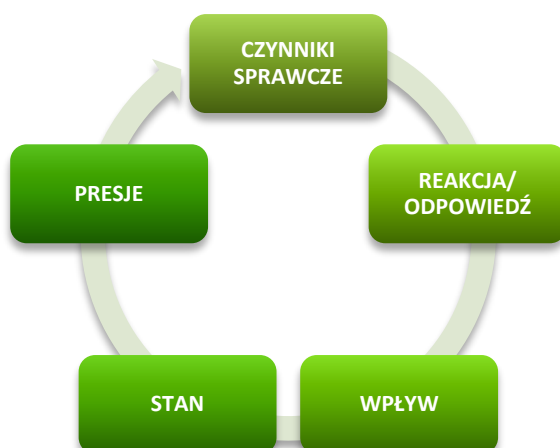 CZYNNIKI
SPRAWCZE
PRESJE
REAKCJA/
ODPOWIEDŹ
STAN
WPŁYW